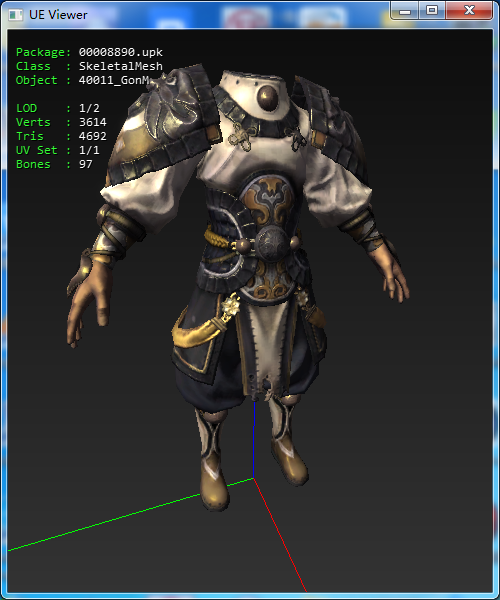 UE Viewer
Package: 00008890.upk
Class : SkeletalMesh
Object : 40011_GonM
LOD : 1/2
Verts : 3614
Tris : 4692
UV Set : 1/1
Bones : 97